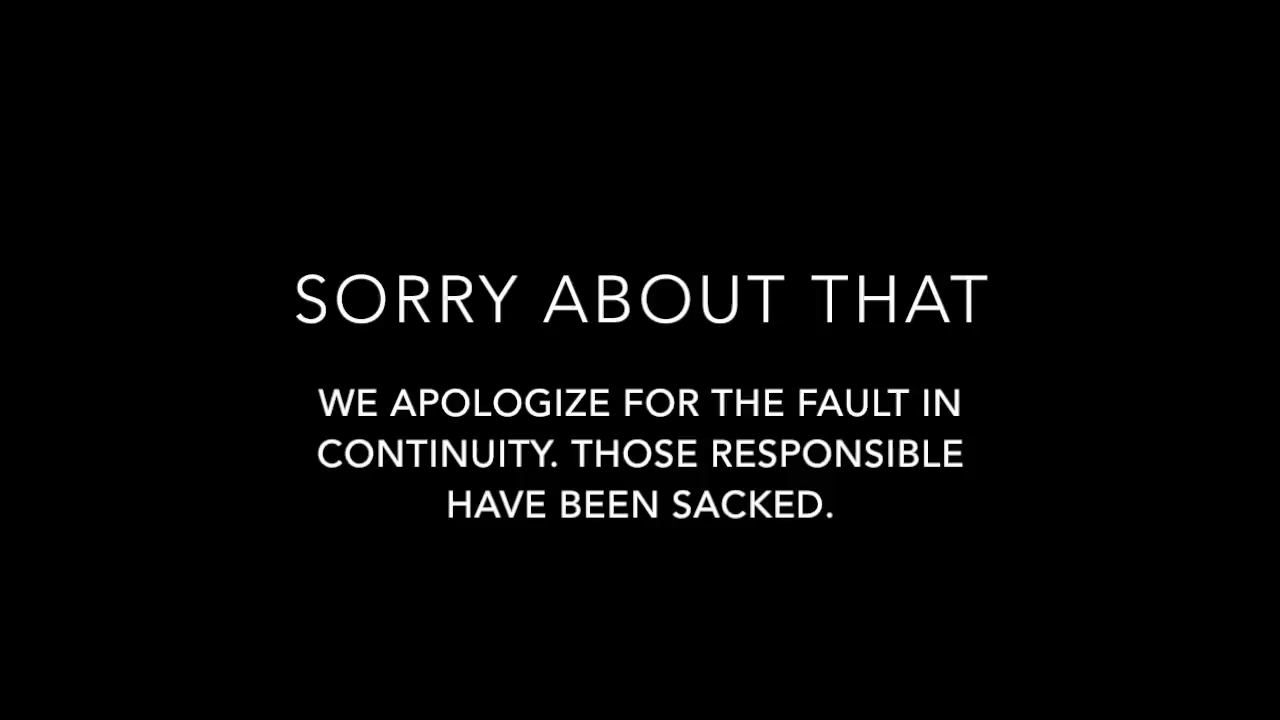 SORRY ABOUT THAT
WE APOLOGIZE FOR THE FAULT IN
CONTINUITY. THOSE RESPONSIBLE
HAVE BEEN SACKED.